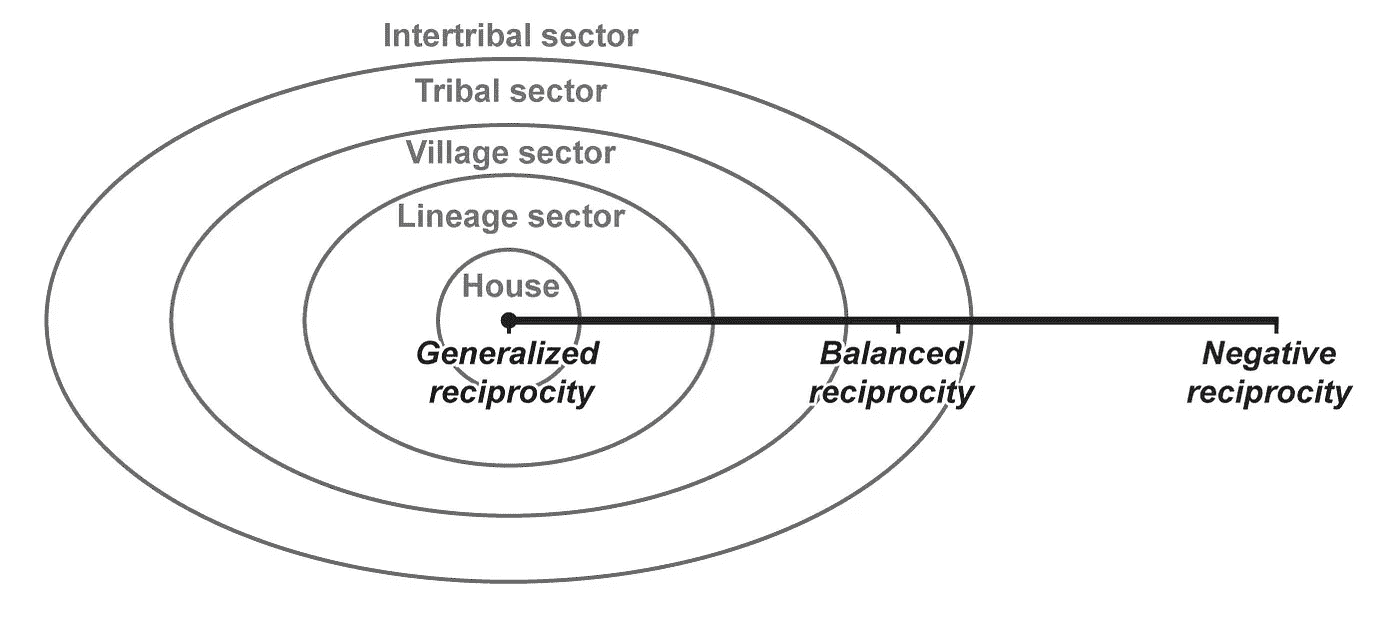 Intertribal sector
Tribal sector
Village sector
Lineage sector
House
Generalized
reciprocity
Balanced
reciprocity
Negative
reciprocity